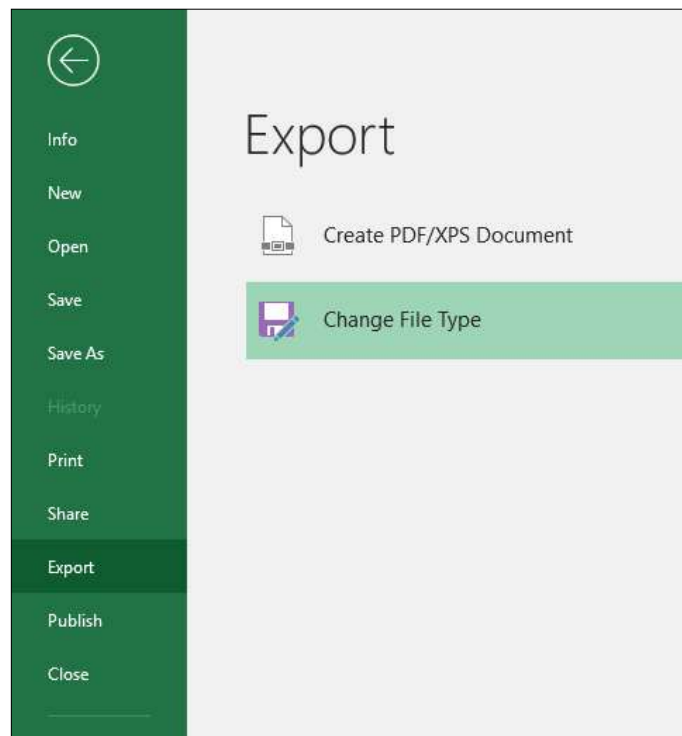 Info
New
Open
Save
Save As
History
Print
Share
Export
Publish
Close
Export
Create PDF/XPS Document
Change File Type